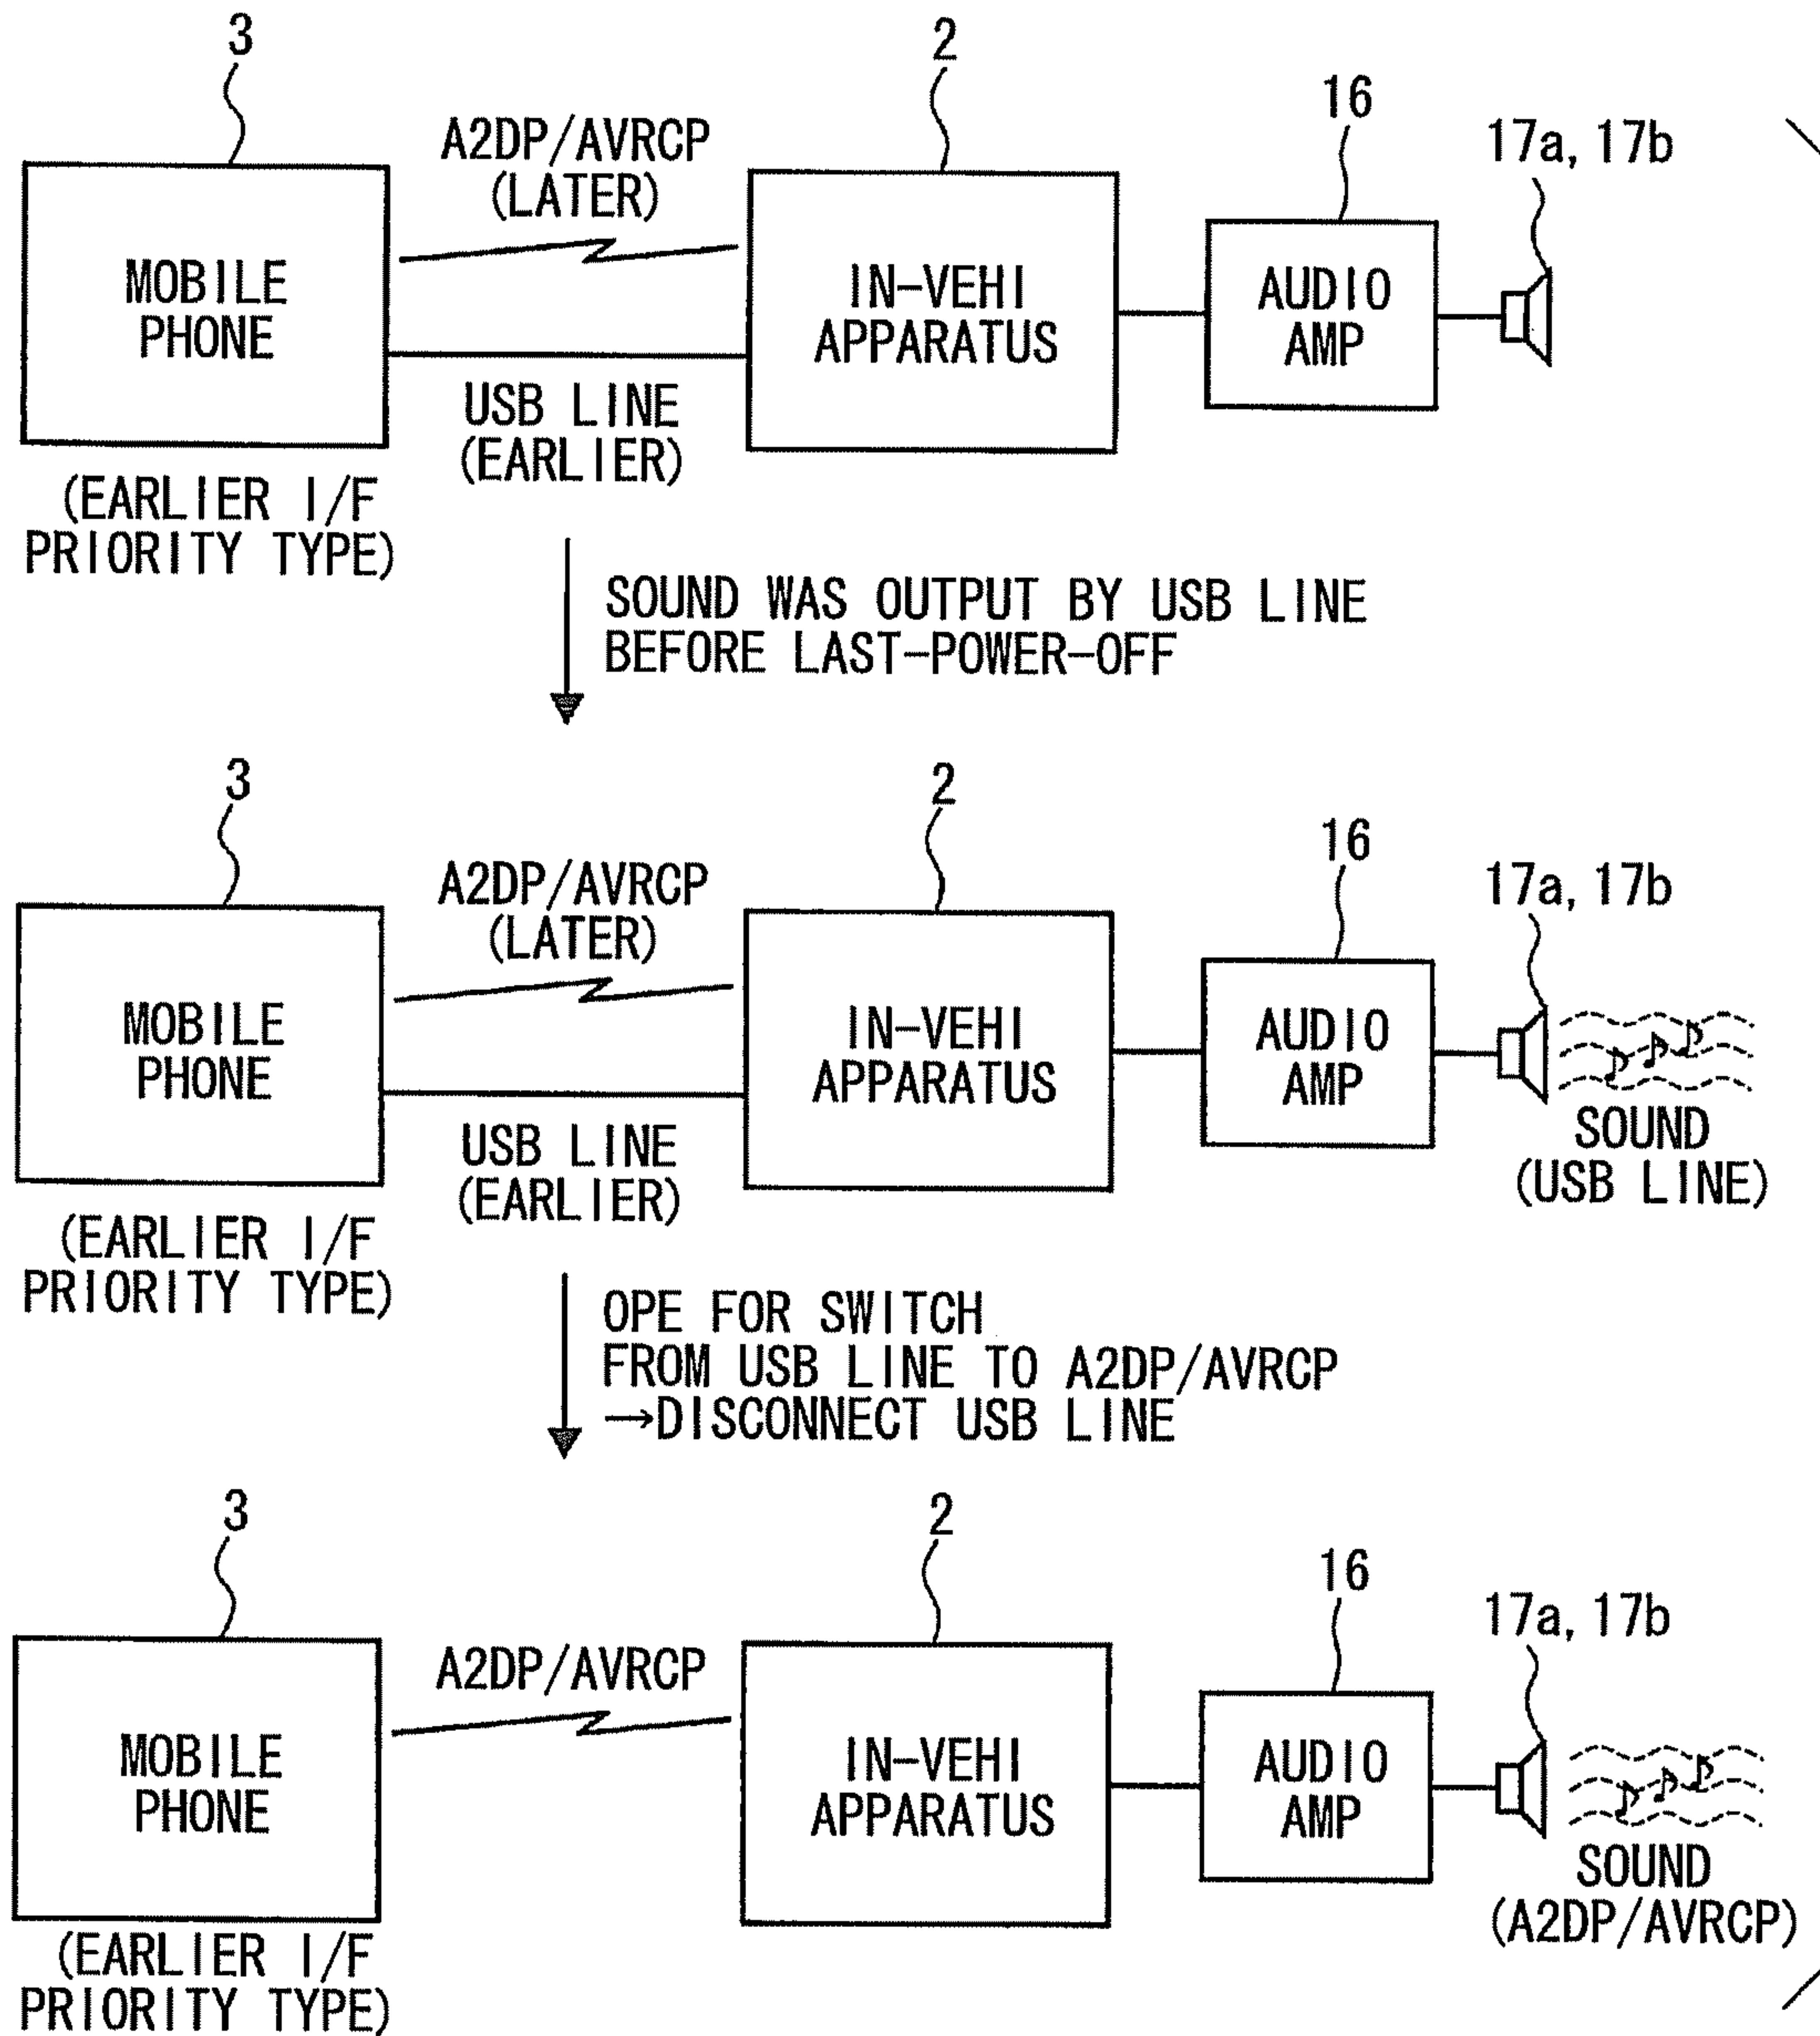 3
2
16
17a, 17b
A2DP/AVRCP
(LATER)
MOBILE
PHONE
IN-VEHI
APPARATUS
AUDIO
AMP
USB LINE
(EARLIER)
(EARLIER I/F
PRIORITY TYPE)
SOUND WAS OUTPUT BY USB LINE
BEFORE LAST-POWER-OFF
3
2
16
17a, 17b
A2DP/AVRCP
(LATER)
MOBILE
PHONE
IN-VEHI
APPARATUS
AUDIO
AMP
SOUND
(USB LINE)
USB LINE
(EARLIER)
(EARLIER I/F
PRIORITY TYPE)
OPE FOR SWITCH
FROM USB LINE TO A2DP/AVRCP
→DISCONNECT USB LINE
3
2
16
17a, 17b
A2DP/AVRCP
MOBILE
PHONE
IN-VEHI
APPARATUS
AUDIO
AMP
SOUND
(A2DP/AVRCP)
(EARLIER I/F
PRIORITY TYPE)